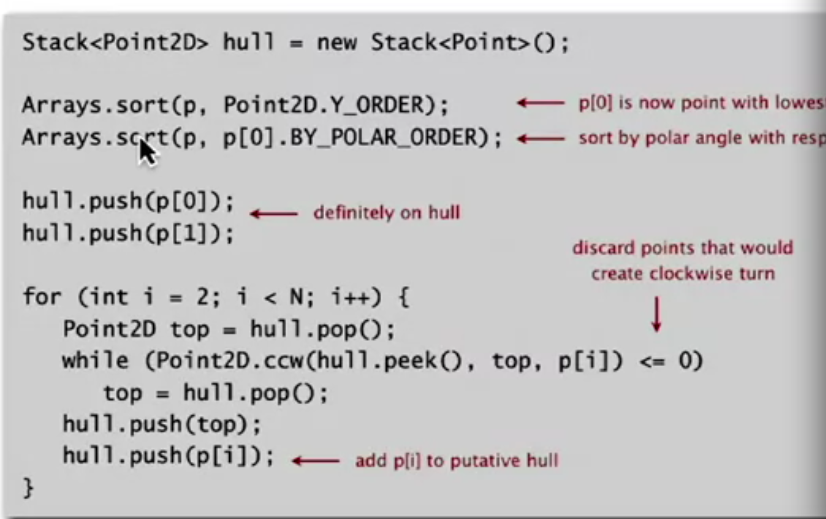 Stack<Point2D> hull = new Stack<Point>();
Arrays.sort(p, Point2D.Y_ORDER); p[0] is now point with lowes
Arrays.sort(p, p[0].BY_POLAR_ORDER); sort by polar angle with resp
hull.push(p[0]);
definitely on hull
hull.push(p[1]);
discard points that would
create clockwise turn
for (int i = 2; i < N; i++) {
Point2D top = hull.pop();
while (Point2D.ccw(hull.peek(), top, p[i]) <= 0)
top = hull.pop();
hull.push(top);
hull.push(p[i]); add p[i] to putative hull
}